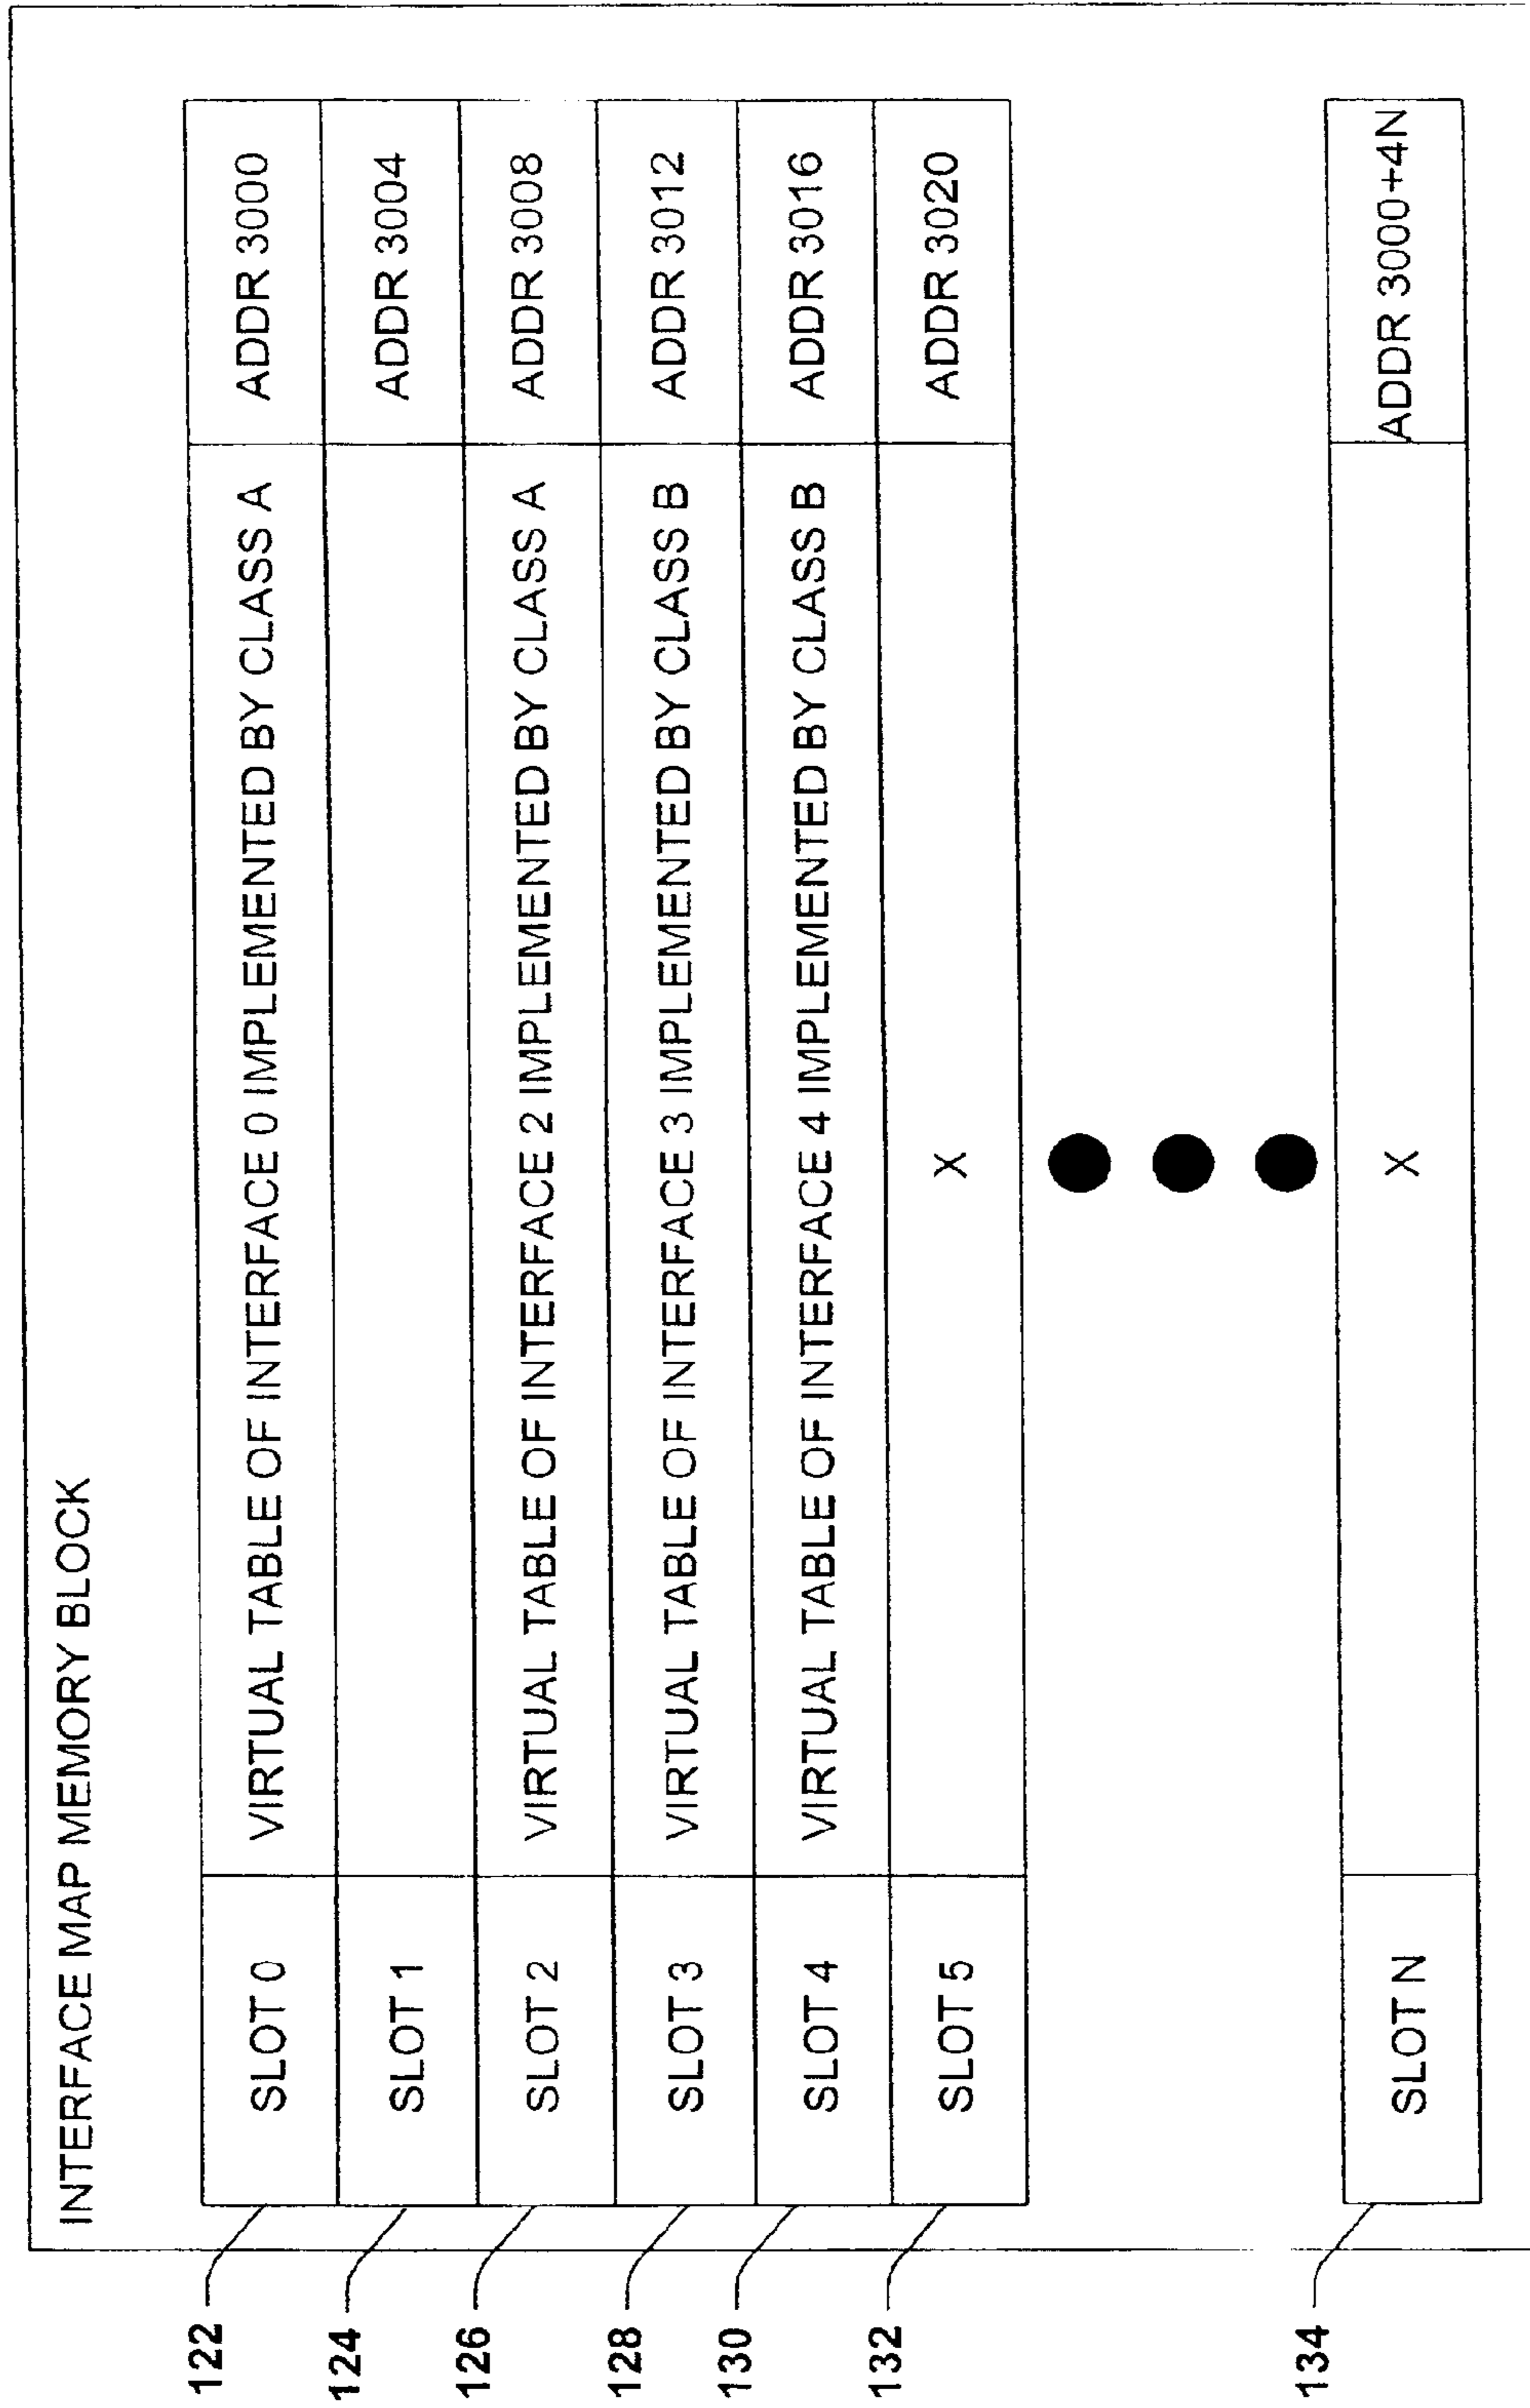 INTERFACE MAP MEMORY BLOCK
122 SLOT 0 VIRTUAL TABLE OF INTERFACE 0 IMPLEMENTED BY CLASS A ADDR 3000
124 SLOT 1 ADDR 3004
126 SLOT 2 VIRTUAL TABLE OF INTERFACE 2 IMPLEMENTED BY CLASS A ADDR 3008
128 SLOT 3 VIRTUAL TABLE OF INTERFACE 3 IMPLEMENTED BY CLASS B ADDR 3012
130 SLOT 4 VIRTUAL TABLE OF INTERFACE 4 IMPLEMENTED BY CLASS B ADDR 3016
132 SLOT 5 X ADDR 3020
134 SLOT N X ADDR 3000+4N